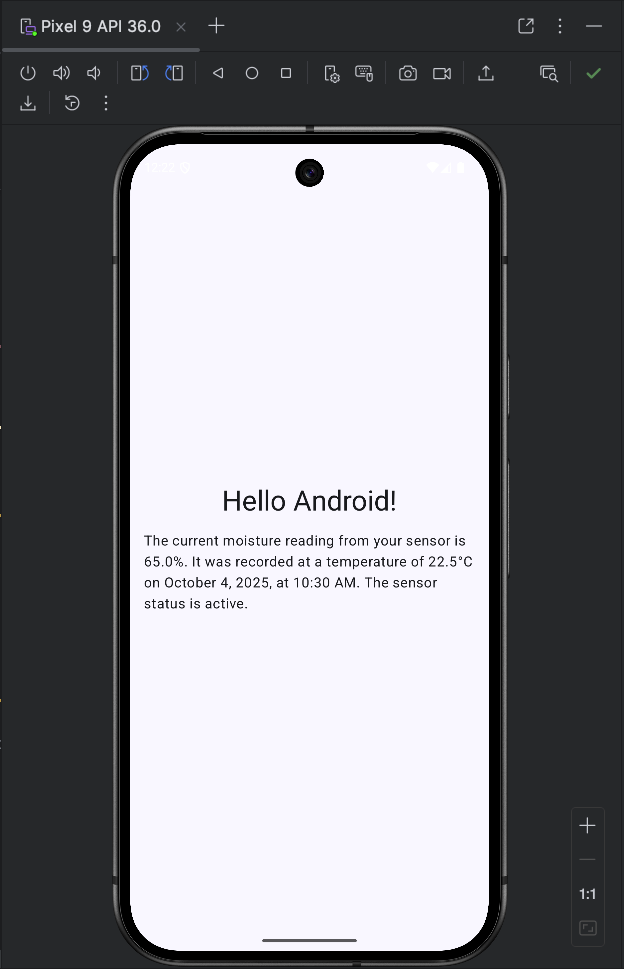 Pixel 9 API 36.0
Hello Android!
The current moisture reading from your sensor is
65.0%. It was recorded at a temperature of 22.5°C
on October 4, 2025, at 10:30 AM. The sensor
status is active.
1:1